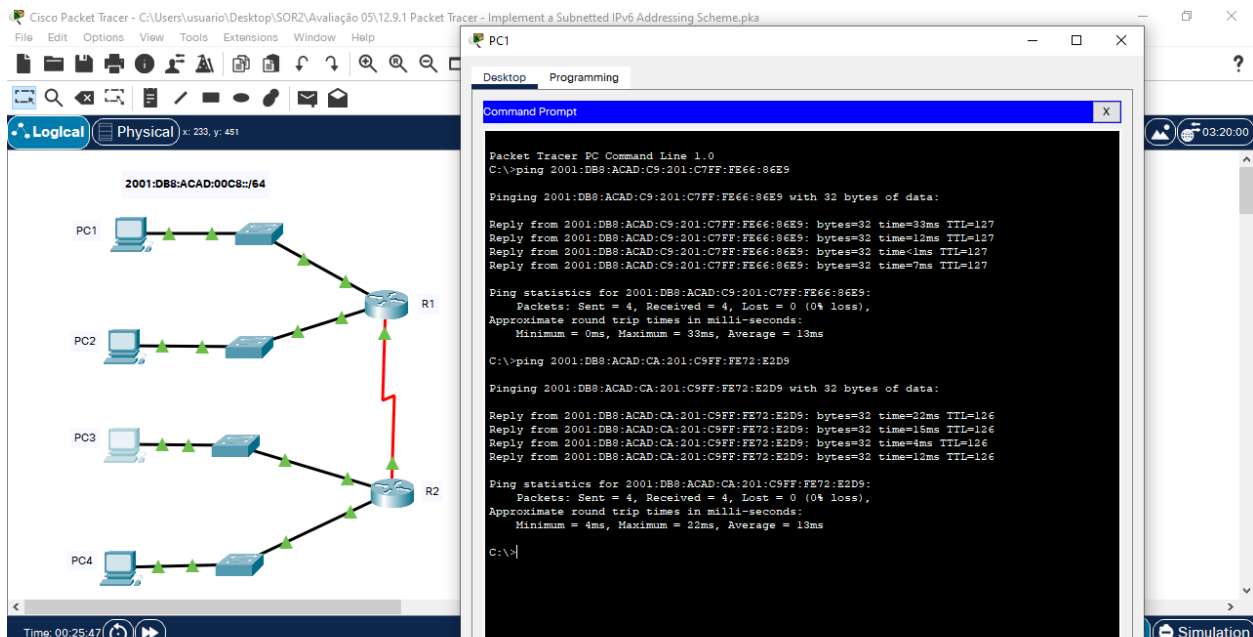 Cisco Packet Tracer - C:\Users\usuario\Desktop\SOR2\Avaliação 05\12.9.1 Packet Tracer - Implement a Subnetted IPv6 Addressing Scheme.pka
File Edit Options View Tools Extensions Window Help
PC1
Desktop Programming
Command Prompt X
Logical Physical x: 233, y: 451
03:20:00
2001:DB8:ACAD:00C8::/64
PC1
R1
PC2
PC3
R2
PC4
Packet Tracer PC Command Line 1.0
C:\>ping 2001:DB8:ACAD:C9:201:C7FF:FE66:86E9
Pinging 2001:DB8:ACAD:C9:201:C7FF:FE66:86E9 with 32 bytes of data:
Reply from 2001:DB8:ACAD:C9:201:C7FF:FE66:86E9: bytes=32 time=33ms TTL=127
Reply from 2001:DB8:ACAD:C9:201:C7FF:FE66:86E9: bytes=32 time=12ms TTL=127
Reply from 2001:DB8:ACAD:C9:201:C7FF:FE66:86E9: bytes=32 time<1ms TTL=127
Reply from 2001:DB8:ACAD:C9:201:C7FF:FE66:86E9: bytes=32 time=7ms TTL=127
Ping statistics for 2001:DB8:ACAD:C9:201:C7FF:FE66:86E9:
Packets: Sent = 4, Received = 4, Lost = 0 (0% loss),
Approximate round trip times in milli-seconds:
Minimum = 0ms, Maximum = 33ms, Average = 13ms
C:\>ping 2001:DB8:ACAD:CA:201:C9FF:FE72:E2D9
Pinging 2001:DB8:ACAD:CA:201:C9FF:FE72:E2D9 with 32 bytes of data:
Reply from 2001:DB8:ACAD:CA:201:C9FF:FE72:E2D9: bytes=32 time=22ms TTL=126
Reply from 2001:DB8:ACAD:CA:201:C9FF:FE72:E2D9: bytes=32 time=15ms TTL=126
Reply from 2001:DB8:ACAD:CA:201:C9FF:FE72:E2D9: bytes=32 time=4ms TTL=126
Reply from 2001:DB8:ACAD:CA:201:C9FF:FE72:E2D9: bytes=32 time=12ms TTL=126
Ping statistics for 2001:DB8:ACAD:CA:201:C9FF:FE72:E2D9:
Packets: Sent = 4, Received = 4, Lost = 0 (0% loss),
Approximate round trip times in milli-seconds:
Minimum = 4ms, Maximum = 22ms, Average = 13ms
C:\>
Time: 00:25:47
Simulation